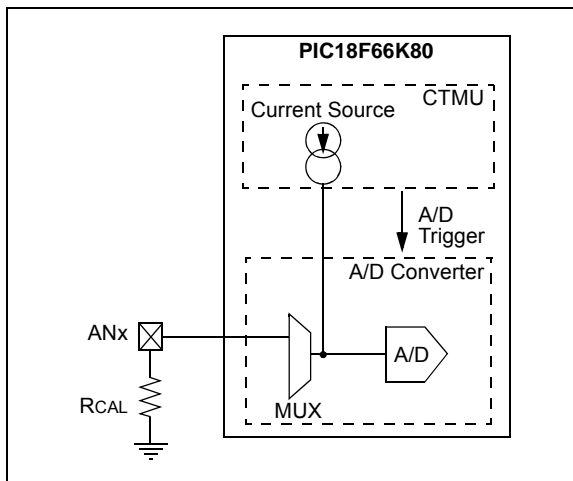 PIC18F66K80
CTMU
Current Source
A/D
Trigger
A/D Converter
ANx
A/D
RCAL
MUX